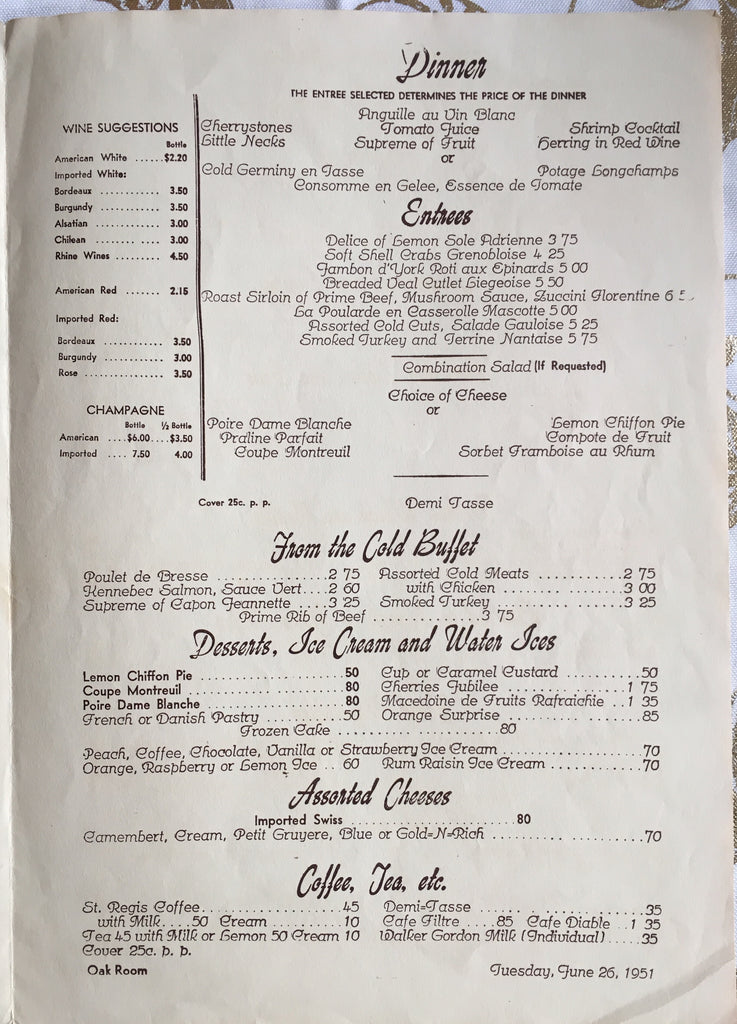 Dinner
THE ENTREE SELECTED DETERMINES THE PRICE OF THE DINNER
WINE SUGGESTIONS
Bottle
American White ......$2.20
Imported White:
Bordeaux ............ 3.50
Burgundy ............ 3.50
Alsatian ............ 3.00
Chilean ............ 3.00
Rhine Wines .......... 4.50
American Red ....... 2.15
Imported Red:
Bordeaux ............ 3.50
Burgundy ............ 3.00
Rose ................ 3.50
CHAMPAGNE
Bottle ½ Bottle
American ....$6.00....$3.50
Imported .... 7.50 4.00
Anguille au Vin Blanc
Cherrystones Tomato Juice Shrimp Cocktail
Little Necks Supreme of Fruit Herring in Red Wine
or
Cold Germiny en Tasse Potage Longchamps
Consomme en Gelee, Essence de Tomate
Entrees
Delice of Lemon Sole Adrienne 3 75
Soft Shell Crabs Grenobloise 4 25
Jambon d'York Roti aux Epinards 5 00
Breaded Veal Cutlet Liegeoise 5 50
Roast Sirloin of Prime Beef, Mushroom Sauce, Zuccini Florentine 6
La Poularde en Casserolle Mascotte 5 00
Assorted Cold Cuts, Salade Gauloise 5 25
Smoked Turkey and Terrine Nantaise 5 75
Combination Salad (If Requested)
Choice of Cheese
or
Poire Dame Blanche Lemon Chiffon Pie
Praline Parfait Compote de Fruit
Coupe Montreuil Sorbet Framboise au Rhum
Cover 25c. p. p. Demi Tasse
From the Cold Buffet
Poulet de Bresse ...............2 75 Assorted Cold Meats ............2 75
Kennebec Salmon, Sauce Vert....2 60 with Chicken ...................3 00
Supreme of Capon Jeannette ....3 25 Smoked Turkey ..................3 25
Prime Rib of Beef ................3 75
Desserts, Ice Cream and Water Ices
Lemon Chiffon Pie .......................50 Cup or Caramel Custard ...........50
Coupe Montreuil .........................80 Cherries Jubilee .................1 75
Poire Dame Blanche ......................80 Macedoine de Fruits Rafraichie ..1 35
French or Danish Pastry ............50 Orange Surprise ...................85
Frozen Cake ..........................80
Peach, Coffee, Chocolate, Vanilla or Strawberry Ice Cream .....................70
Orange, Raspberry or Lemon Ice .. 60 Rum Raisin Ice Cream .............70
Assorted Cheeses
Imported Swiss ..........................80
Camembert, Cream, Petit Gruyere, Blue or Gold=N=Rich .......................70
Coffee, Tea, etc.
St. Regis Coffee....................45 Demi=Tasse ........................35
with Milk....50 Cream ...........10 Cafe Filtre ....85 Cafe Diable ..1 35
Tea 45 with Milk or Lemon 50 Cream 10 Walker Gordon Milk (Individual) .....35
Cover 25c. p. p.
Oak Room Tuesday, June 26, 1951